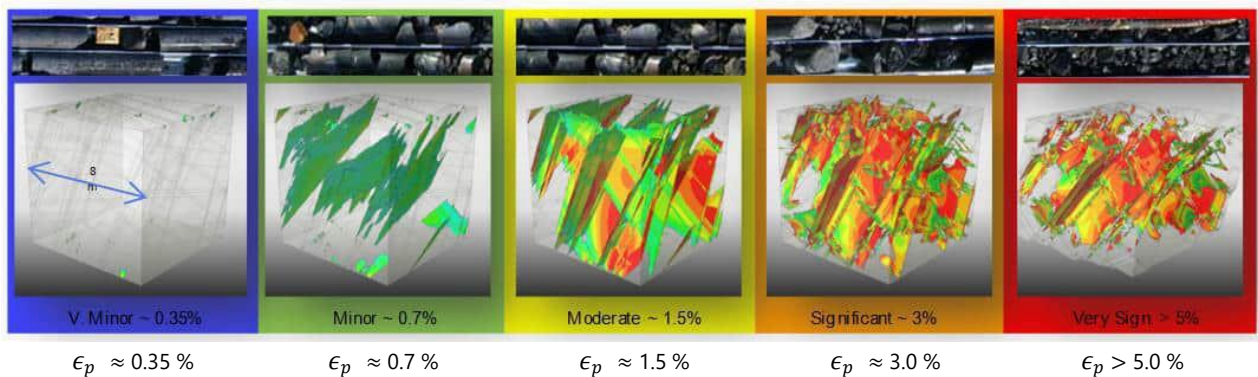 8
m
V. Minor ~ 0.35%
Minor ~ 0.7%
Moderate ~ 1.5%
Significant ~ 3%
Very Sign. > 5%
ϵₚ ≈ 0.35 %
ϵₚ ≈ 0.7 %
ϵₚ ≈ 1.5 %
ϵₚ ≈ 3.0 %
ϵₚ > 5.0 %